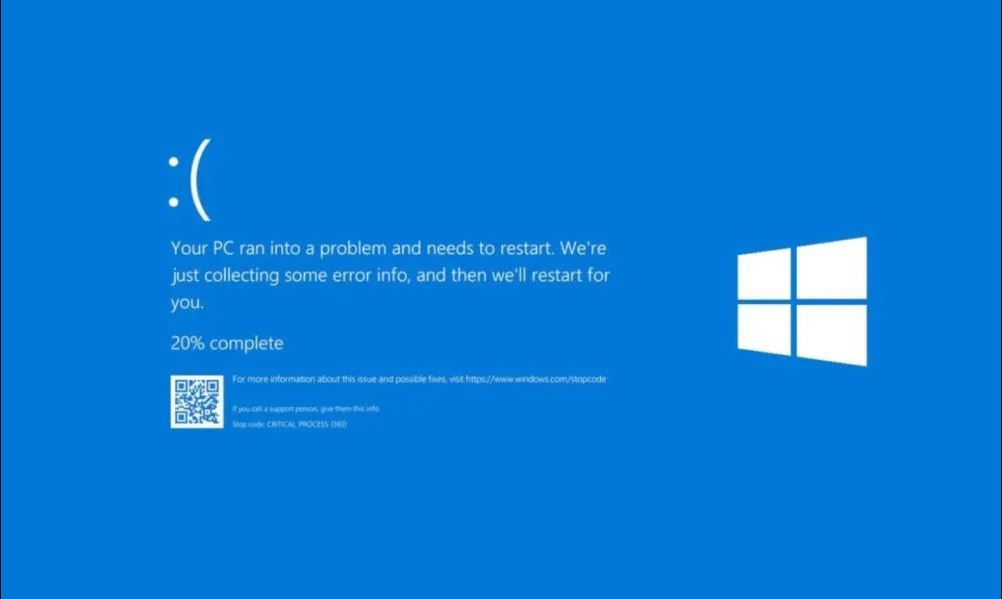 :(
Your PC ran into a problem and needs to restart. We're
just collecting some error info, and then we'll restart for
you.
20% complete
For more information about this issue and possible fixes, visit https://www.windows.com/stopcode
If you call a support person, give them this info
Stop code: CRITICAL PROCESS DIED